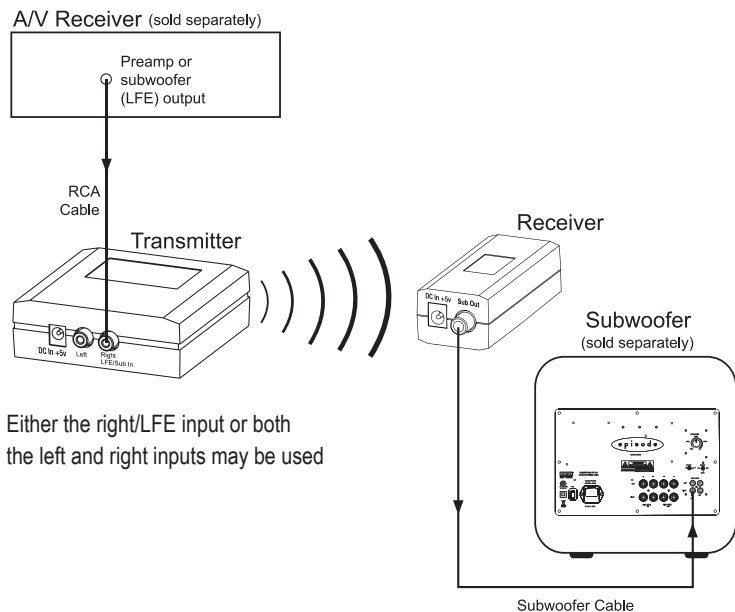 A/V Receiver (sold separately)
Preamp or
subwoofer
(LFE) output
RCA
Cable
Transmitter
DC In +5v
Left
Right
LFE/Sub In
Receiver
DC In +5v
Sub Out
Subwoofer
(sold separately)
episode
Either the right/LFE input or both
the left and right inputs may be used
Subwoofer Cable